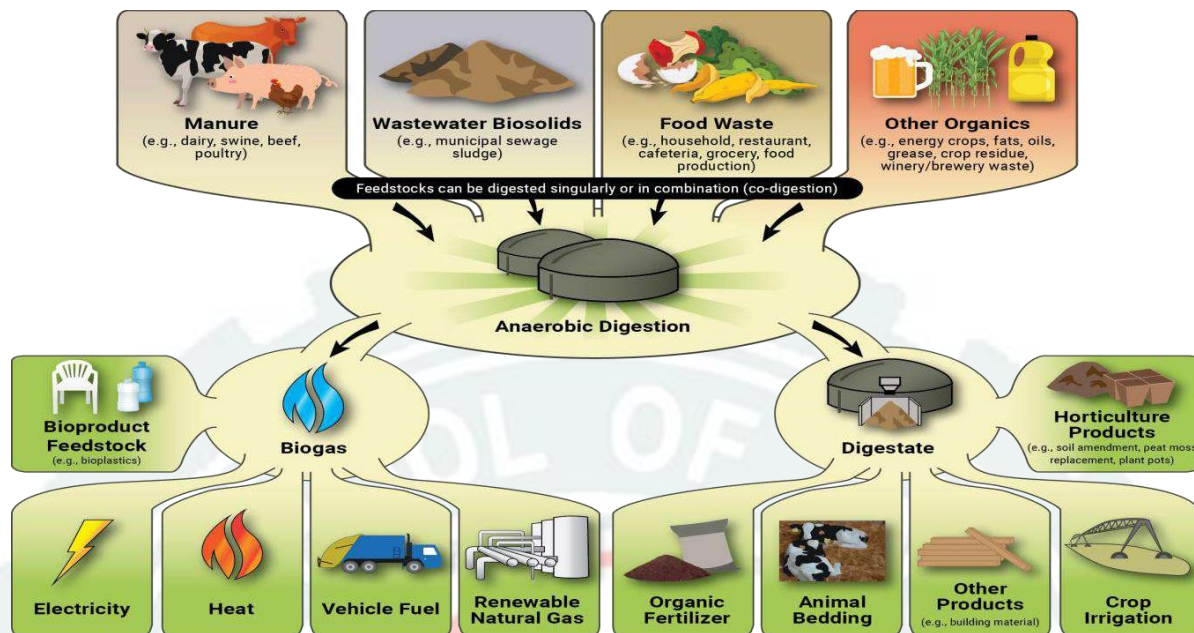 Manure
(e.g., dairy, swine, beef,
poultry)
Wastewater Biosolids
(e.g., municipal sewage
sludge)
Food Waste
(e.g., household, restaurant,
cafeteria, grocery, food
production)
Other Organics
(e.g., energy crops, fats, oils,
grease, crop residue,
winery/brewery waste)
Feedstocks can be digested singularly or in combination (co-digestion)
Anaerobic Digestion
Bioproduct
Feedstock
(e.g., bioplastics)
Biogas
Digestate
Horticulture
Products
(e.g., soil amendment, peat moss
replacement, plant pots)
OL OF
Electricity
Heat
Vehicle Fuel
Renewable
Natural Gas
Organic
Fertilizer
Animal
Bedding
Other
Products
(e.g., building material)
Crop
Irrigation